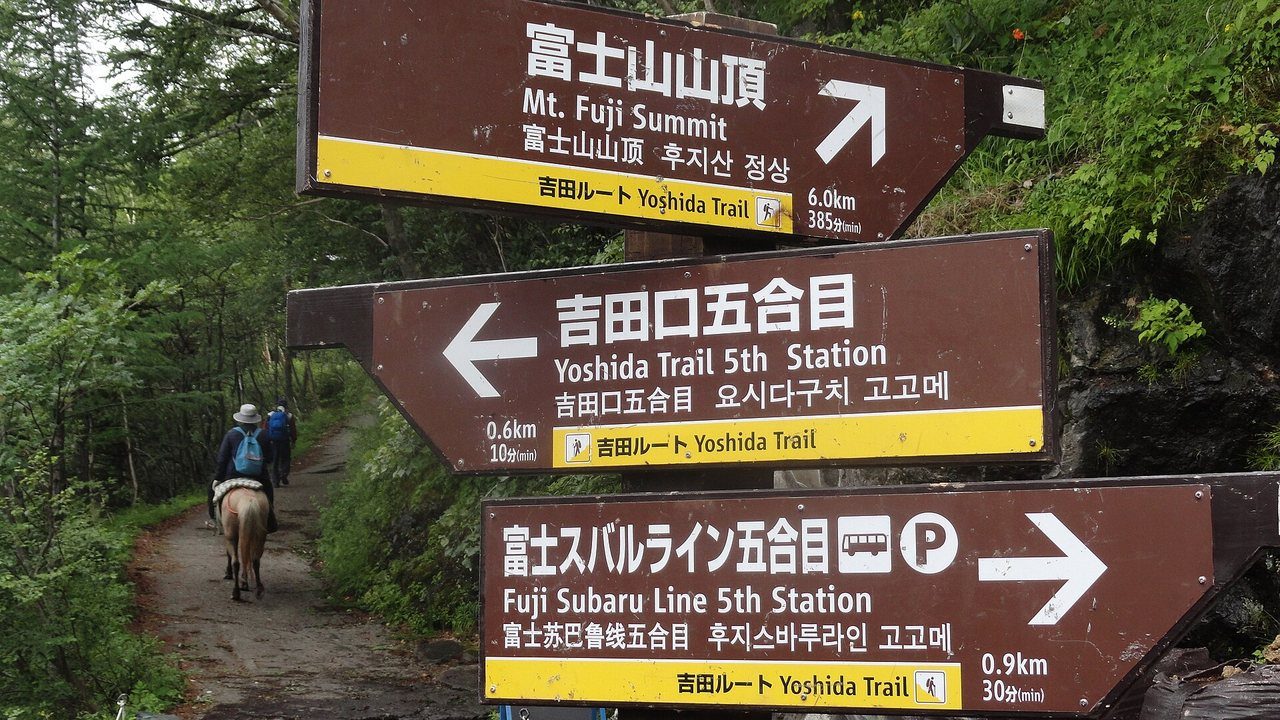 富士山山頂
Mt. Fuji Summit
富士山山顶 후지산 정상
吉田ルート Yoshida Trail
6.0km
385分(min)
吉田口五合目
Yoshida Trail 5th Station
吉田口五合目 요시다구치 고고메
0.6km
10分(min)
吉田ルート Yoshida Trail
富士スバルライン五合目 P
Fuji Subaru Line 5th Station
富士苏巴鲁线五合目 후지스바루라인 고고메
吉田ルート Yoshida Trail
0.9km
30分(min)